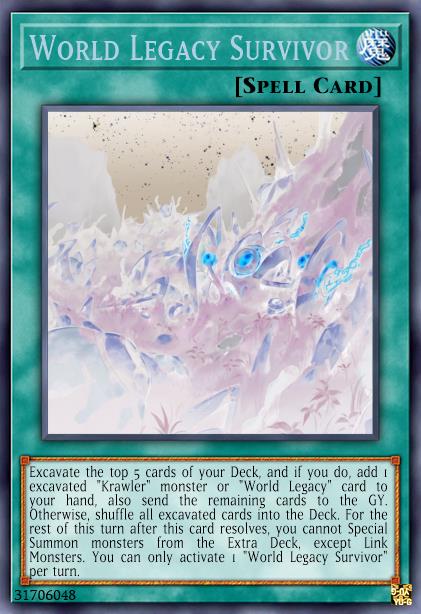 World Legacy Survivor 魔
[Spell Card]
Excavate the top 5 cards of your Deck, and if you do, add 1
excavated "Krawler" monster or "World Legacy" card to
your hand, also send the remaining cards to the GY.
Otherwise, shuffle all excavated cards into the Deck. For the
rest of this turn after this card resolves, you cannot Special
Summon monsters from the Extra Deck, except Link
Monsters. You can only activate 1 "World Legacy Survivor"
per turn.
31706048